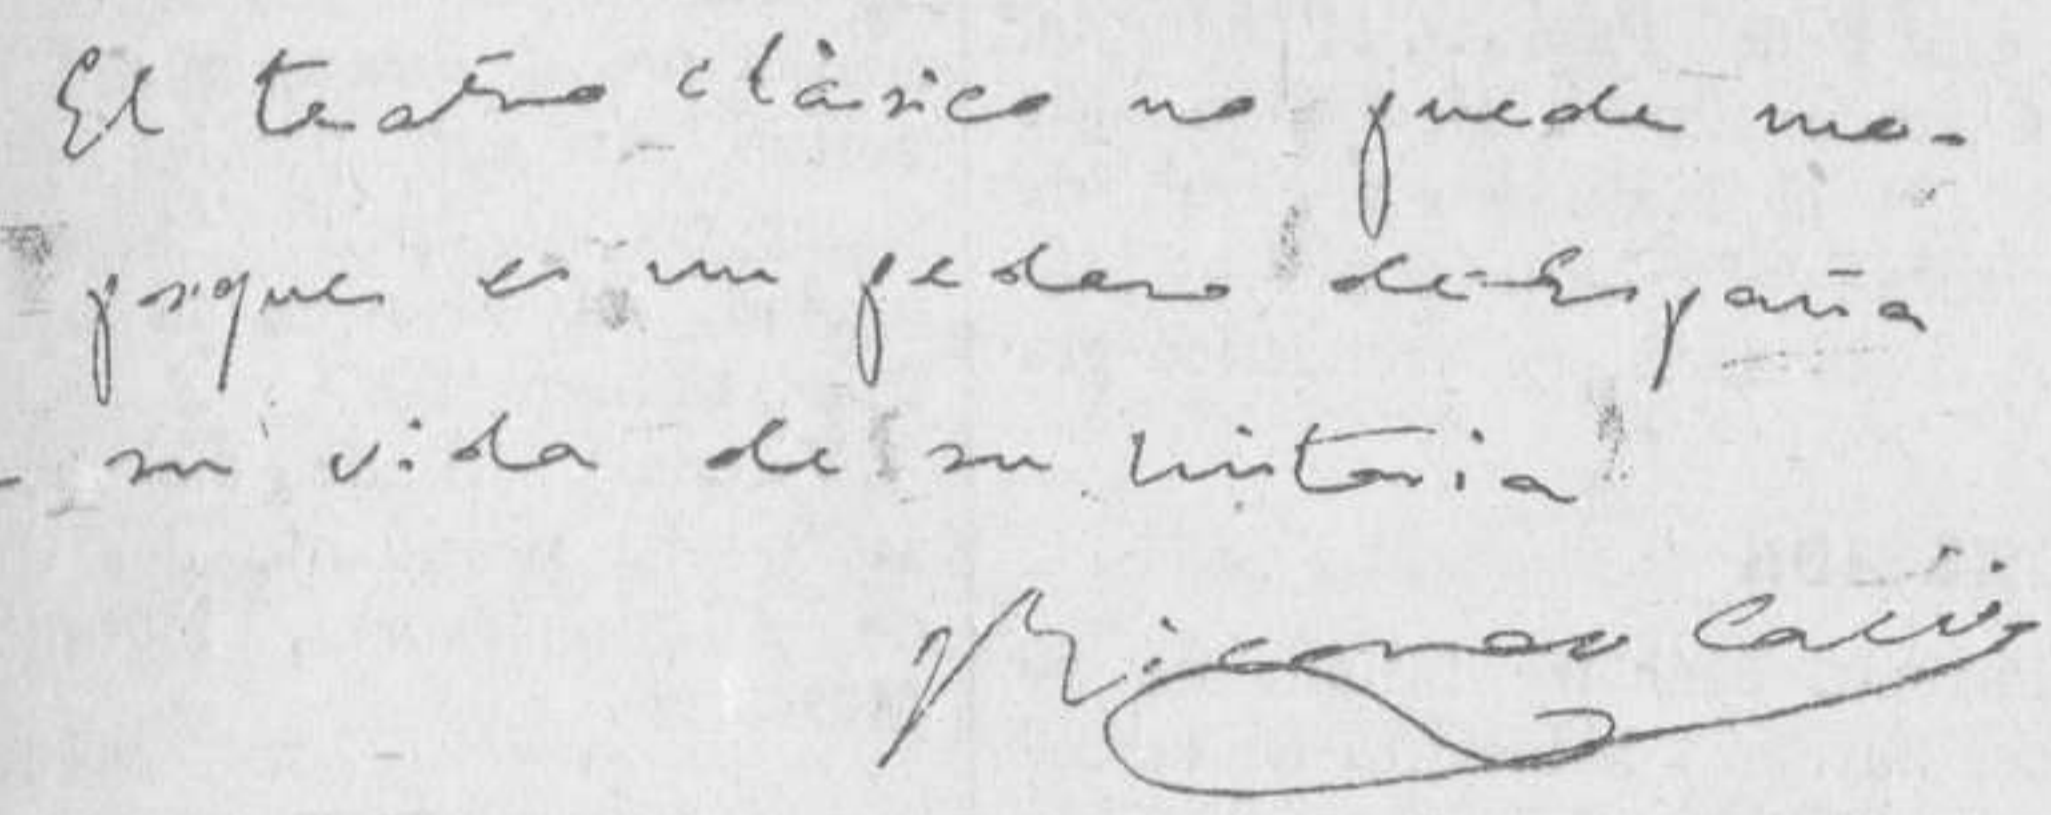 El teatro clásico no puede mo-
porque es un pedazo de España
su vida de su historia
Ricardo Calvo